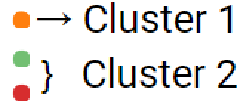 → Cluster 1
} Cluster 2